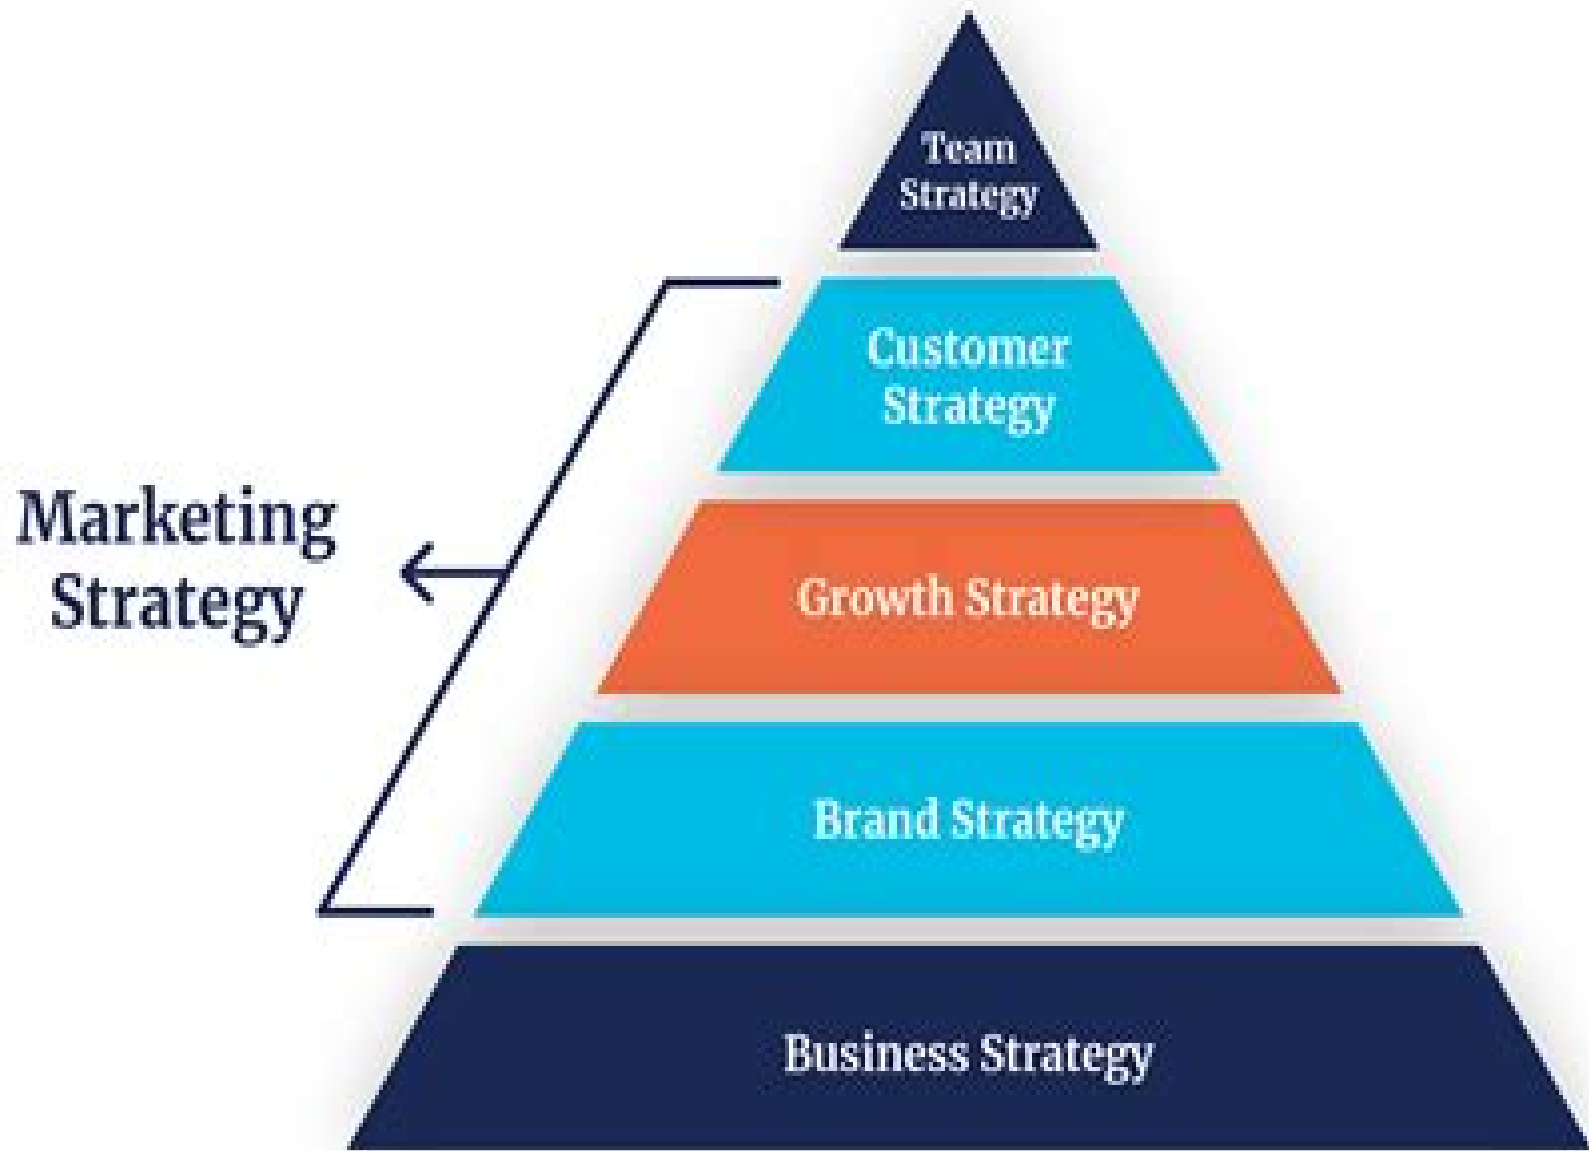 Team
Strategy
Customer
Strategy
Marketing
Strategy
Growth Strategy
Brand Strategy
Business Strategy